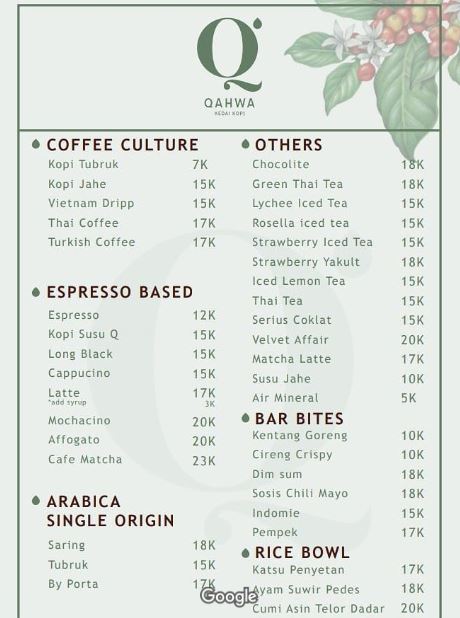 QAHWA
KEDAI KOPI
COFFEE CULTURE
Kopi Tubruk 7K
Kopi Jahe 15K
Vietnam Dripp 15K
Thai Coffee 17K
Turkish Coffee 17K
ESPRESSO BASED
Espresso 12K
Kopi Susu Q 15K
Long Black 15K
Cappucino 15K
Latte 17K
*add syrup 3K
Mochacino 20K
Affogato 20K
Cafe Matcha 23K
ARABICA
SINGLE ORIGIN
Saring 18K
Tubruk 15K
By Porta 17K
OTHERS
Chocolite 18K
Green Thai Tea 18K
Lychee Iced Tea 15K
Rosella iced tea 15K
Strawberry Iced Tea 15K
Strawberry Yakult 18K
Iced Lemon Tea 15K
Thai Tea 15K
Serius Coklat 15K
Velvet Affair 20K
Matcha Latte 17K
Susu Jahe 10K
Air Mineral 5K
BAR BITES
Kentang Goreng 10K
Cireng Crispy 10K
Dim sum 18K
Sosis Chili Mayo 18K
Indomie 15K
Pempek 17K
RICE BOWL
Katsu Penyetan 17K
Ayam Suwir Pedes 18K
Cumi Asin Telor Dadar 20K
Google